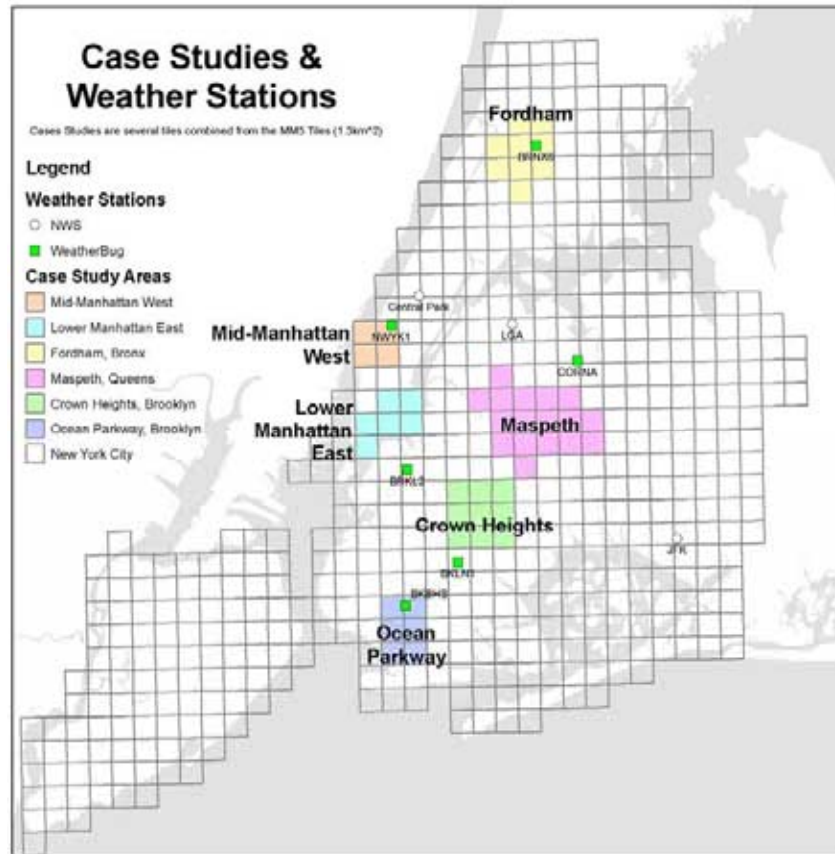 Case Studies &
Weather Stations
Cases Studies are several tiles combined from the MM5 Tiles (1.3km^2)
Legend
Weather Stations
NWS
WeatherBug
Case Study Areas
Mid-Manhattan West
Lower Manhattan East
Fordham, Bronx
Maspeth, Queens
Crown Heights, Brooklyn
Ocean Parkway, Brooklyn
New York City
Fordham
Central Park
Mid-Manhattan
West
NWYK1
LGA
CORNA
Lower
Manhattan
East
Maspeth
BRKL2
Crown Heights
JFK
BKLN1
Ocean
Parkway